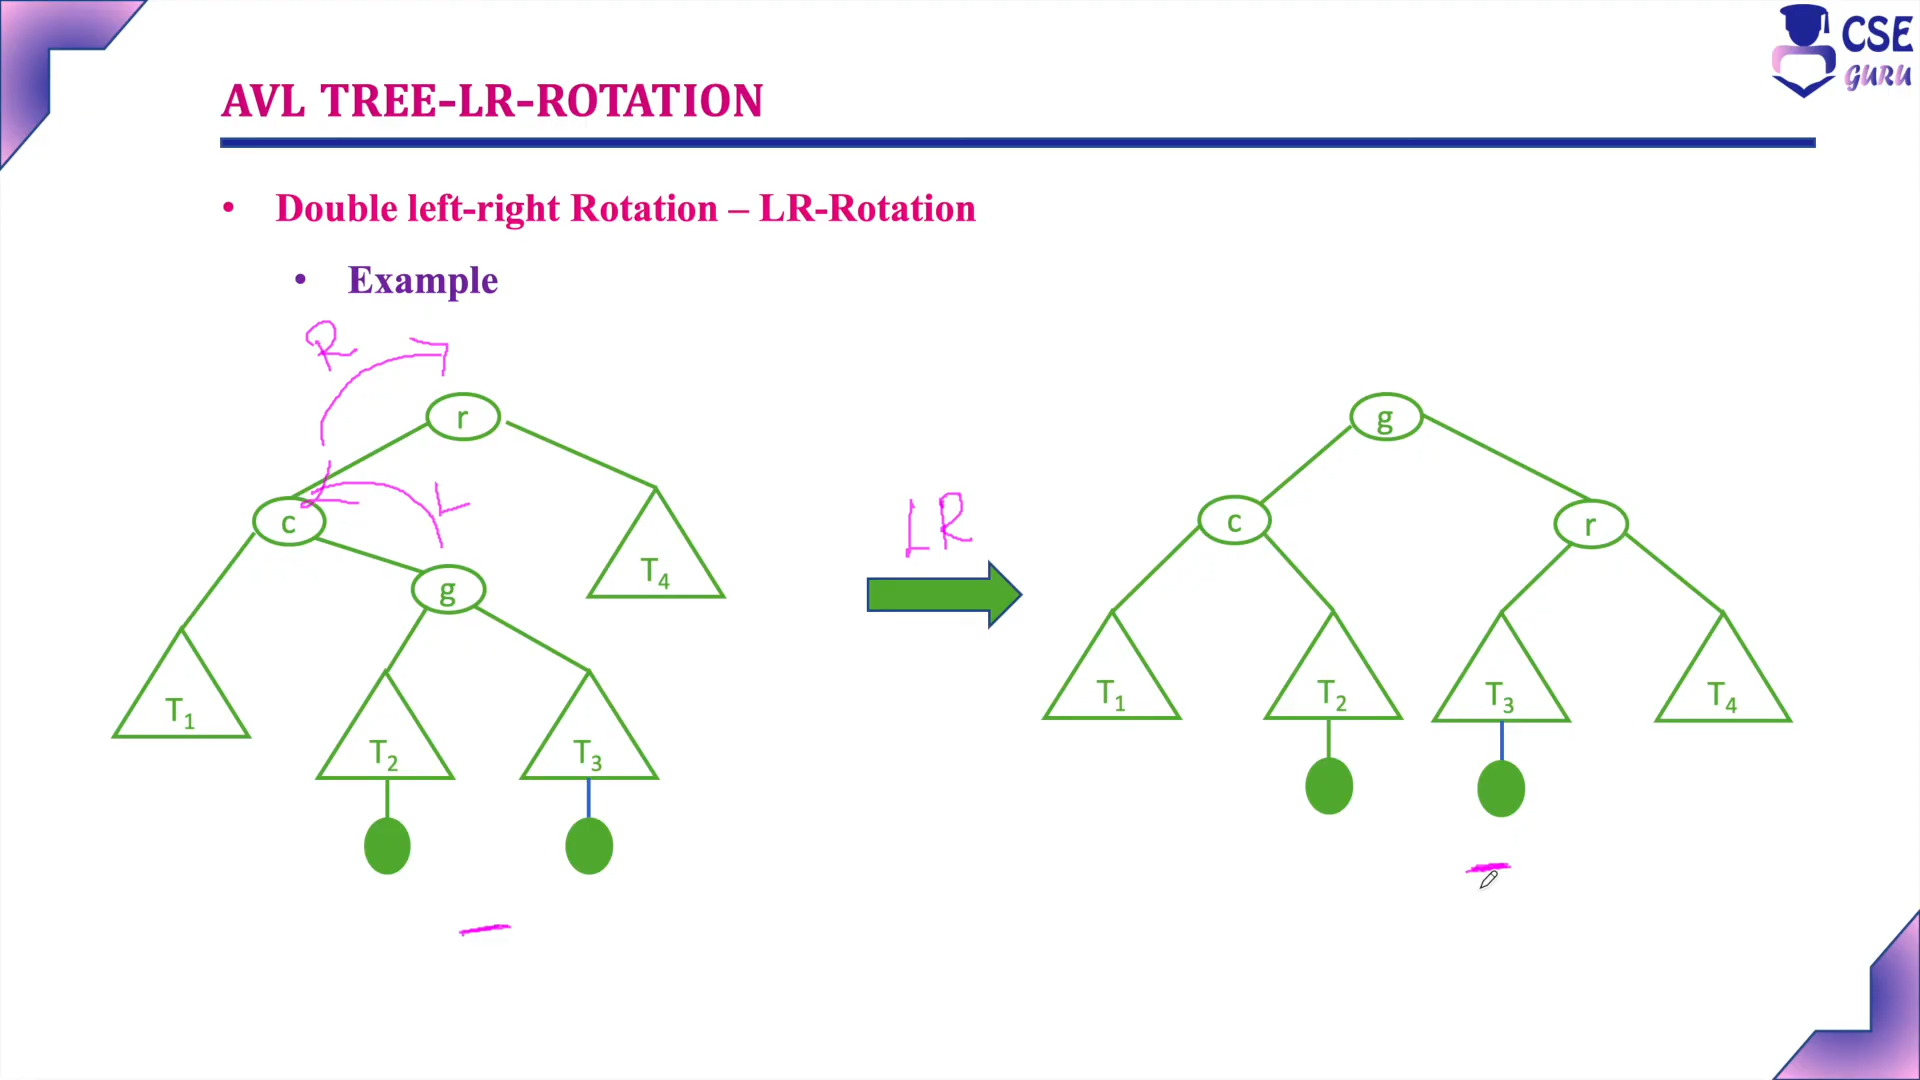 CSE
GURU
AVL TREE-LR-ROTATION
• Double left-right Rotation – LR-Rotation
• Example
R
r
g
LR
c
L
c
r
g
T4
T1
T2
T3
T4
T1
T2
T3